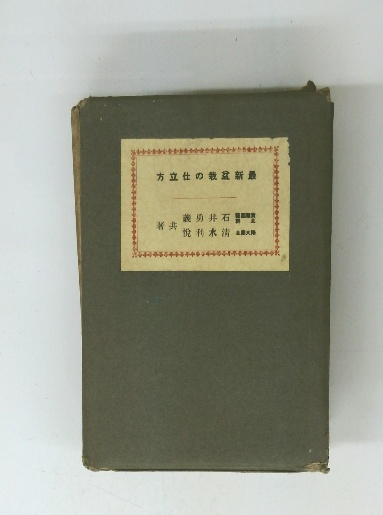 最新盆栽の仕立方
石井勇義
清水利悦
共著